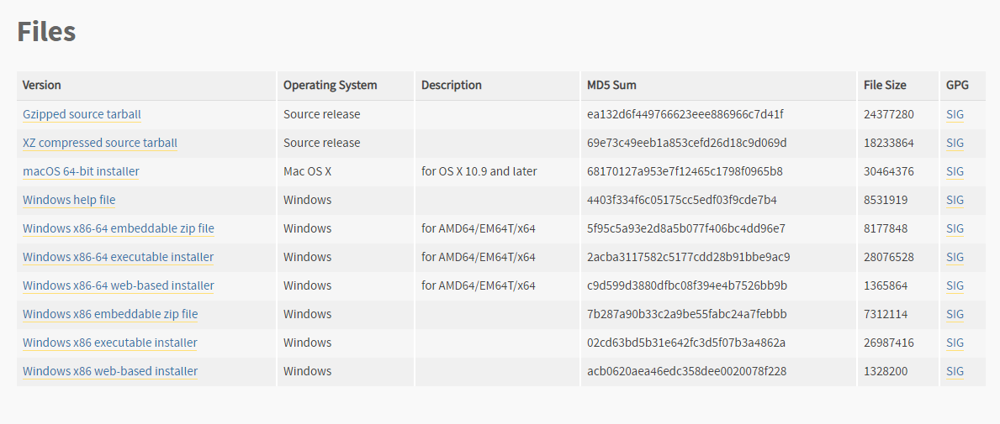 Files
Version Operating System Description MD5 Sum File Size GPG
Gzipped source tarball Source release ea132d6f449766623eee886966c7d41f 24377280 SIG
XZ compressed source tarball Source release 69e73c49eeb1a853cefd26d18c9d069d 18233864 SIG
macOS 64-bit installer Mac OS X for OS X 10.9 and later 68170127a953e7f12465c1798f0965b8 30464376 SIG
Windows help file Windows 4403f334f6c05175cc5edf03f9cde7b4 8531919 SIG
Windows x86-64 embeddable zip file Windows for AMD64/EM64T/x64 5f95c5a93e2d8a5b077f406bc4dd96e7 8177848 SIG
Windows x86-64 executable installer Windows for AMD64/EM64T/x64 2acba3117582c5177cdd28b91bbe9ac9 28076528 SIG
Windows x86-64 web-based installer Windows for AMD64/EM64T/x64 c9d599d3880dfbc08f394e4b7526bb9b 1365864 SIG
Windows x86 embeddable zip file Windows 7b287a90b33c2a9be55fabc24a7febbb 7312114 SIG
Windows x86 executable installer Windows 02cd63bd5b31e642fc3d5f07b3a4862a 26987416 SIG
Windows x86 web-based installer Windows acb0620aea46edc358dee0020078f228 1328200 SIG